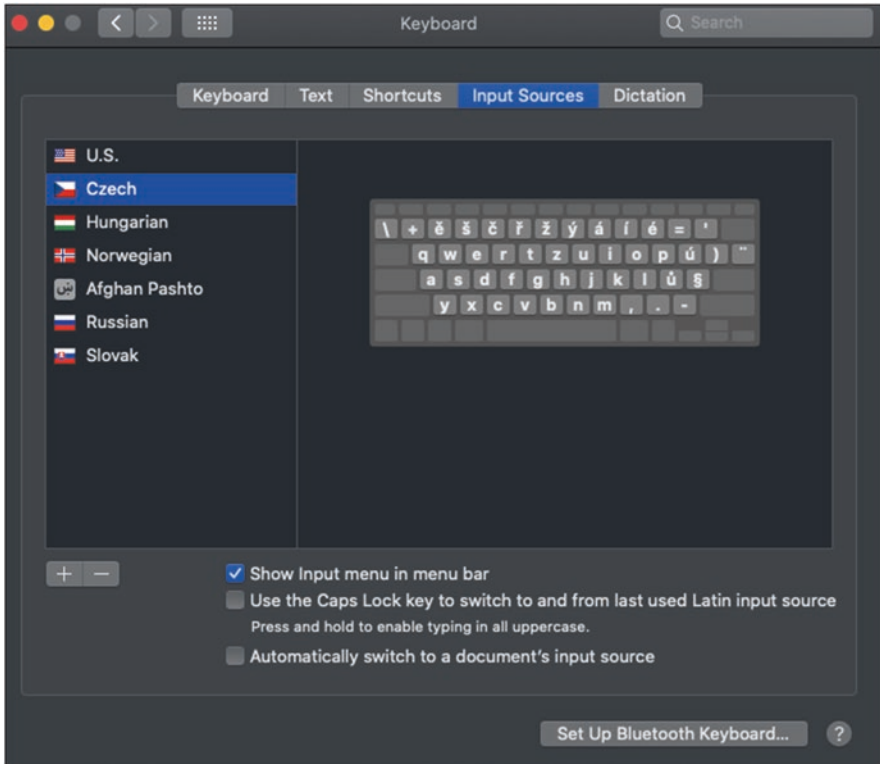 Keyboard
Search
Keyboard Text Shortcuts Input Sources Dictation
U.S.
Czech
Hungarian
Norwegian
Afghan Pashto
Russian
Slovak
\ + ě š č ř ž ý á í é = '
q w e r t z u i o p ú ) ¨
a s d f g h j k l ů §
y x c v b n m , . -
+ −
Show Input menu in menu bar
Use the Caps Lock key to switch to and from last used Latin input source
Press and hold to enable typing in all uppercase.
Automatically switch to a document's input source
Set Up Bluetooth Keyboard... ?